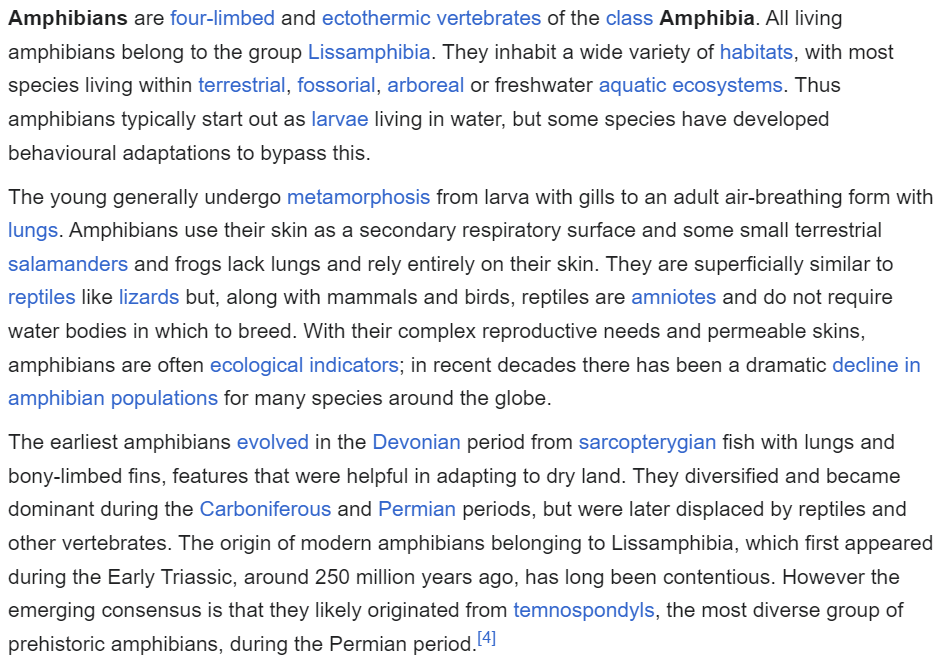 Amphibians are four-limbed and ectothermic vertebrates of the class Amphibia. All living
amphibians belong to the group Lissamphibia. They inhabit a wide variety of habitats, with most
species living within terrestrial, fossorial, arboreal or freshwater aquatic ecosystems. Thus
amphibians typically start out as larvae living in water, but some species have developed
behavioural adaptations to bypass this.
The young generally undergo metamorphosis from larva with gills to an adult air-breathing form with
lungs. Amphibians use their skin as a secondary respiratory surface and some small terrestrial
salamanders and frogs lack lungs and rely entirely on their skin. They are superficially similar to
reptiles like lizards but, along with mammals and birds, reptiles are amniotes and do not require
water bodies in which to breed. With their complex reproductive needs and permeable skins,
amphibians are often ecological indicators; in recent decades there has been a dramatic decline in
amphibian populations for many species around the globe.
The earliest amphibians evolved in the Devonian period from sarcopterygian fish with lungs and
bony-limbed fins, features that were helpful in adapting to dry land. They diversified and became
dominant during the Carboniferous and Permian periods, but were later displaced by reptiles and
other vertebrates. The origin of modern amphibians belonging to Lissamphibia, which first appeared
during the Early Triassic, around 250 million years ago, has long been contentious. However the
emerging consensus is that they likely originated from temnospondyls, the most diverse group of
prehistoric amphibians, during the Permian period.[4]